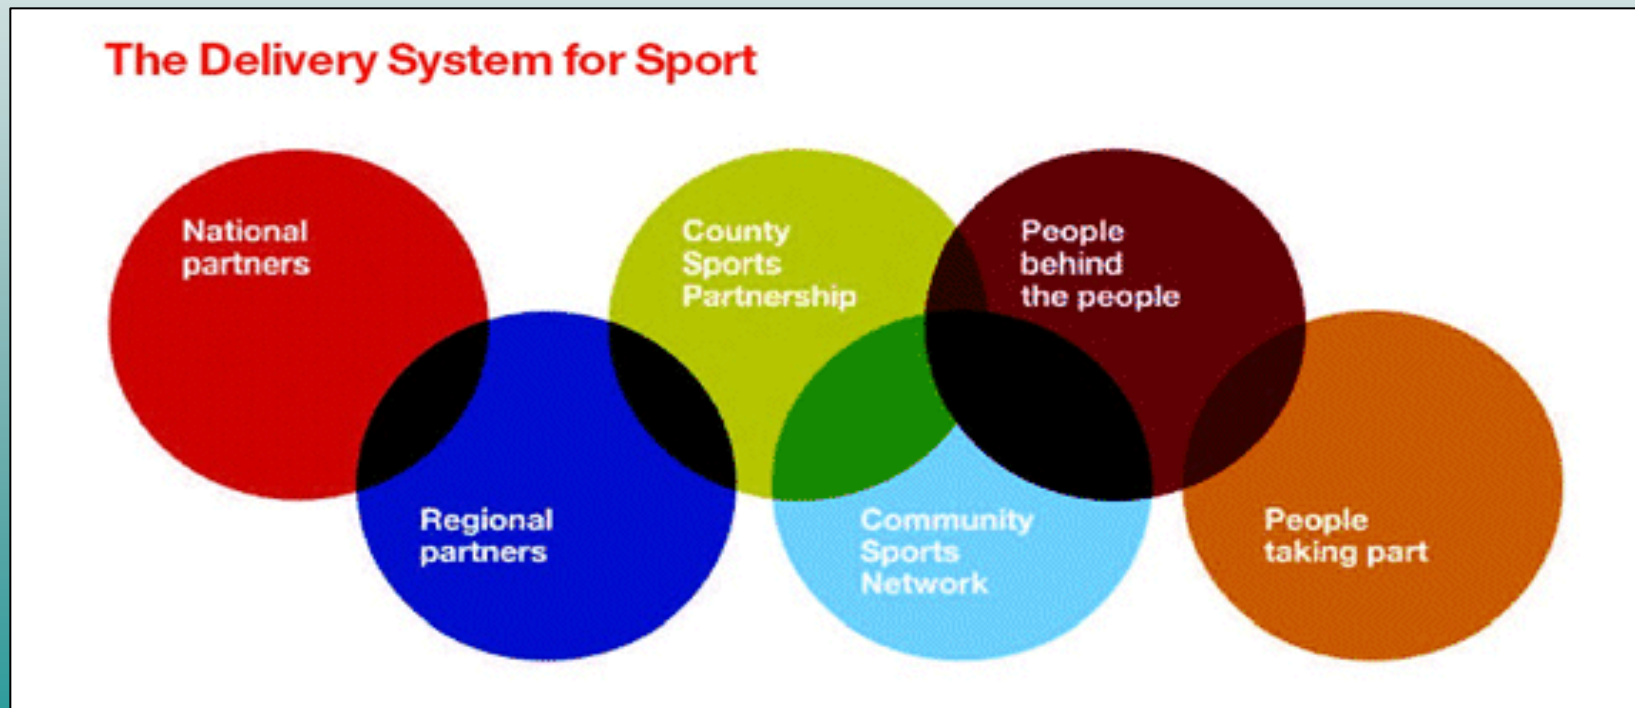 The Delivery System for Sport
National
partners
County
Sports
Partnership
People
behind
the people
Regional
partners
Community
Sports
Network
People
taking part